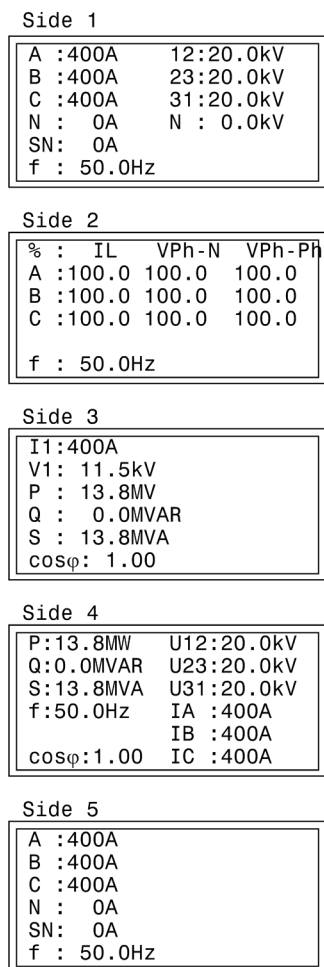 Side 1
A :400A 12:20.0kV
B :400A 23:20.0kV
C :400A 31:20.0kV
N : 0A N : 0.0kV
SN: 0A
f : 50.0Hz
Side 2
% : IL VPh-N VPh-Ph
A :100.0 100.0 100.0
B :100.0 100.0 100.0
C :100.0 100.0 100.0
f : 50.0Hz
Side 3
I1:400A
V1: 11.5kV
P : 13.8MV
Q : 0.0MVAR
S : 13.8MVA
cosφ: 1.00
Side 4
P:13.8MW U12:20.0kV
Q:0.0MVAR U23:20.0kV
S:13.8MVA U31:20.0kV
f:50.0Hz IA :400A
IB :400A
cosφ:1.00 IC :400A
Side 5
A :400A
B :400A
C :400A
N : 0A
SN: 0A
f : 50.0Hz